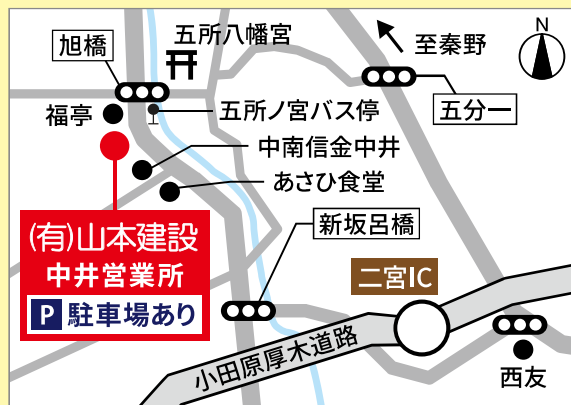 五所八幡宮
旭橋
至秦野
N
福亭
五所ノ宮バス停
五分一
中南信金中井
あさひ食堂
新坂呂橋
(有)山本建設
中井営業所
P 駐車場あり
二宮IC
小田原厚木道路
西友